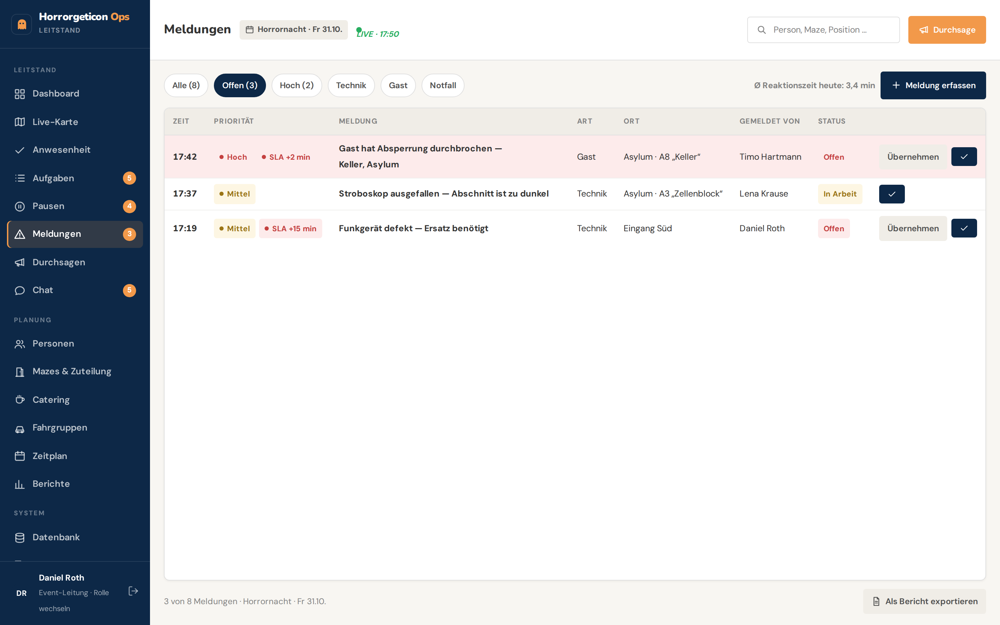 Horrorgeticon Ops
LEITSTAND
LEITSTAND
Dashboard
Live-Karte
Anwesenheit
Aufgaben 5
Pausen 4
Meldungen 3
Durchsagen
Chat 5
PLANUNG
Personen
Mazes & Zuteilung
Catering
Fahrgruppen
Zeitplan
Berichte
SYSTEM
Datenbank
DR
Daniel Roth
Event-Leitung · Rolle
wechseln
Meldungen
Horrornacht · Fr 31.10.
LIVE · 17:50
Person, Maze, Position ...
Durchsage
Alle (8) Offen (3) Hoch (2) Technik Gast Notfall
Ø Reaktionszeit heute: 3,4 min
Meldung erfassen
ZEIT PRIORITÄT MELDUNG ART ORT GEMELDET VON STATUS
17:42 Hoch SLA +2 min Gast hat Absperrung durchbrochen —
Keller, Asylum
Gast Asylum · A8 „Keller“ Timo Hartmann Offen Übernehmen
17:37 Mittel Stroboskop ausgefallen — Abschnitt ist zu dunkel Technik Asylum · A3 „Zellenblock“ Lena Krause In Arbeit
17:19 Mittel SLA +15 min Funkgerät defekt — Ersatz benötigt Technik Eingang Süd Daniel Roth Offen Übernehmen
3 von 8 Meldungen · Horrornacht · Fr 31.10.
Als Bericht exportieren